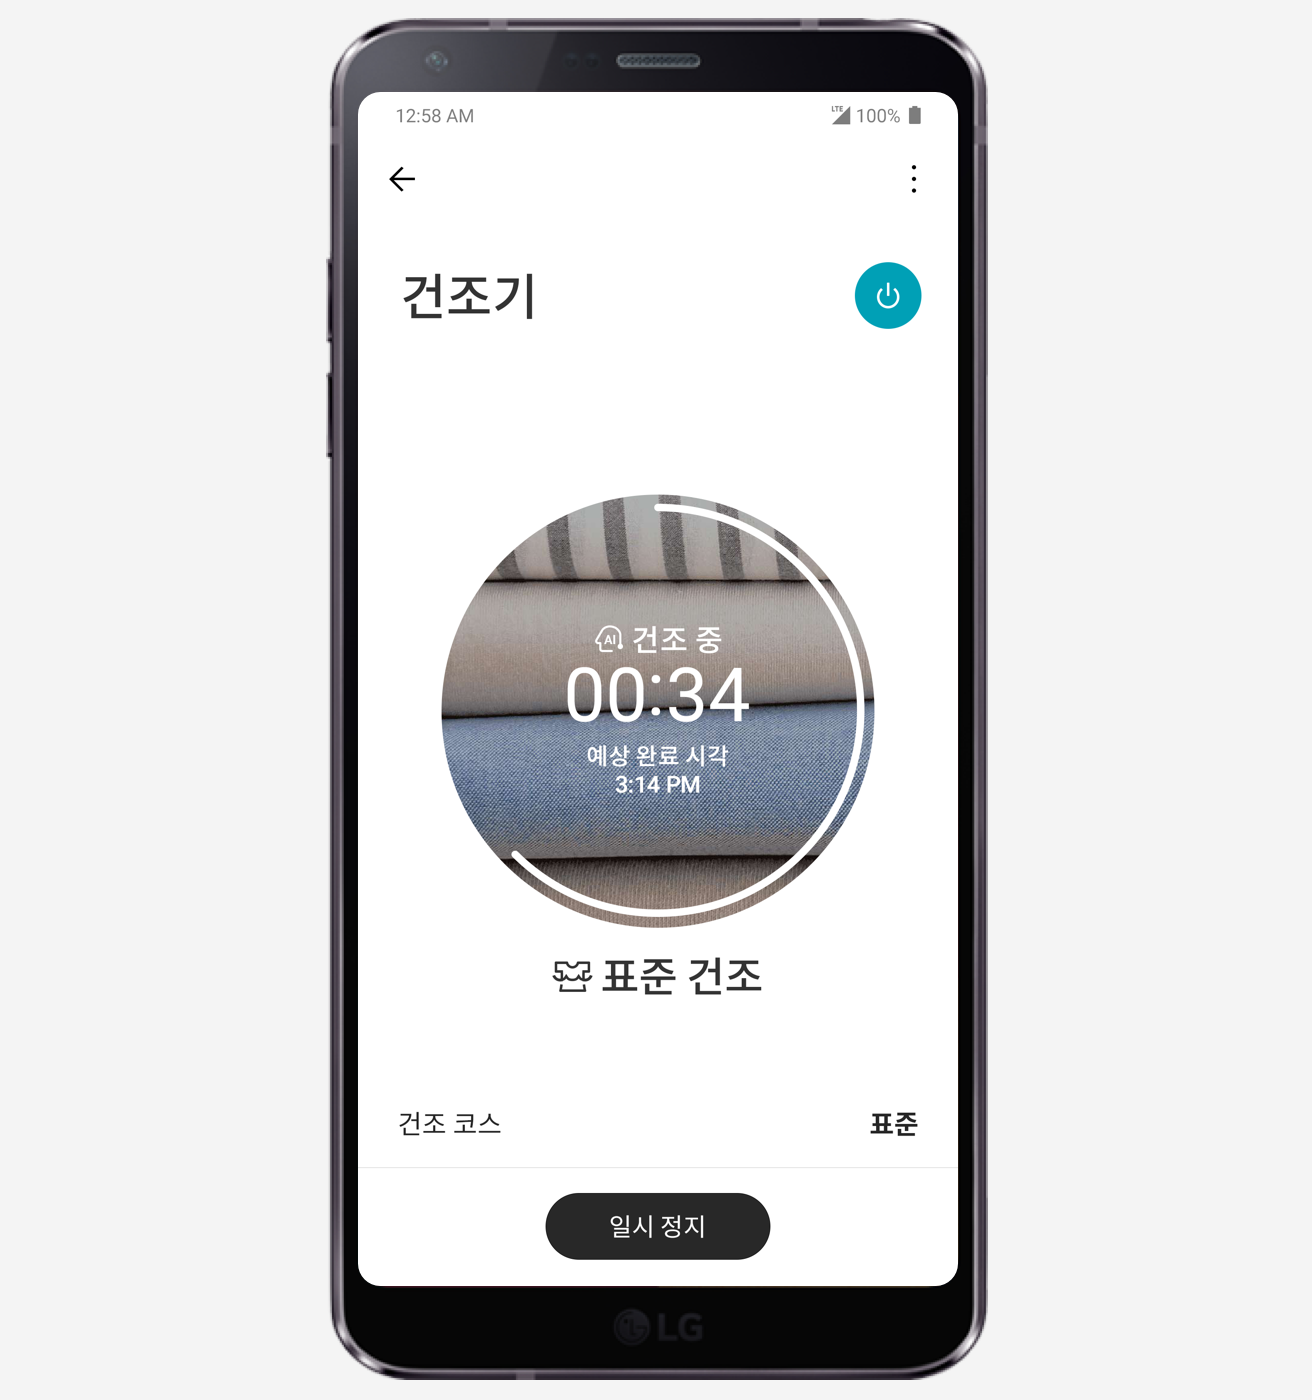 12:58 AM
LTE 100%
건조기
AI 건조 중
00:34
예상 완료 시각
3:14 PM
표준 건조
건조 코스 표준
일시 정지
LG